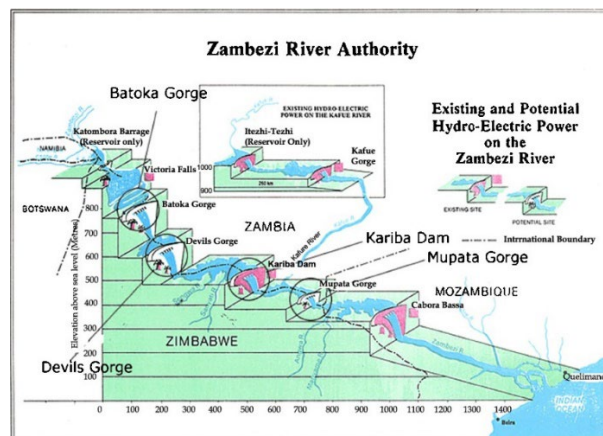 Zambezi River Authority
Batoka Gorge
EXISTING HYDRO-ELECTRIC
POWER ON THE KAFUE RIVER
Katombora Barrage
(Reservoir only)
NAMIBIA
Itezhi-Tezhi
(Reservoir Only)
Kafue
Gorge
Existing and Potential
Hydro-Electric Power
on the
Zambezi River
Victoria Falls
1000
900
250 km
EXISTING SITE
POTENTIAL SITE
International Boundary
BOTSWANA
800
Batoka Gorge
ZAMBIA
Kafue River
Kariba Dam
700
Devils Gorge
Mupata Gorge
600
Kariba Dam
500
Mupata Gorge
MOZAMBIQUE
400
Cabora Bassa
Elevation above sea level (Metres)
300
ZIMBABWE
200
Devils Gorge
100
Quelimane
INDIAN
OCEAN
Beira
0 100 200 300 400 500 600 700 800 900 1000 1100 1200 1300 1400